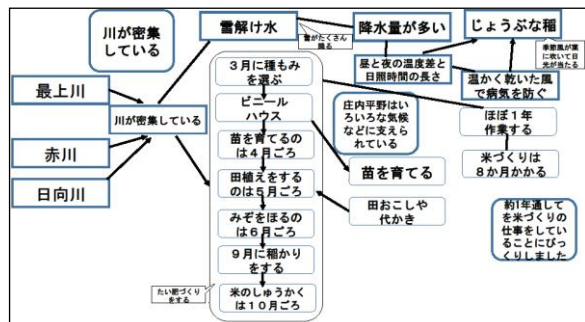 川が密集
している
雪解け水
雪がたくさん
降る
降水量が多い
じょうぶな稲
季節風が葉
に吹いて日
光が当たる
昼と夜の温度差と
日照時間の長さ
温かく乾いた風
で病気を防ぐ
最上川
赤川
日向川
川が密集している
３月に種もみ
を選ぶ
ビニール
ハウス
苗を育てるの
は４月ごろ
田植えをする
のは５月ごろ
みぞをほるの
は６月ごろ
９月に稲かり
をする
米のしゅうかく
は１０月ごろ
たい肥づくり
をする
庄内平野はい
ろいろな気候
などに支えら
れている
苗を育てる
田おこしや
代かき
ほぼ１年
作業する
米づくりは
８か月かかる
約1年通して
を米づくりの
仕事をしてい
ることにびっ
くりしました